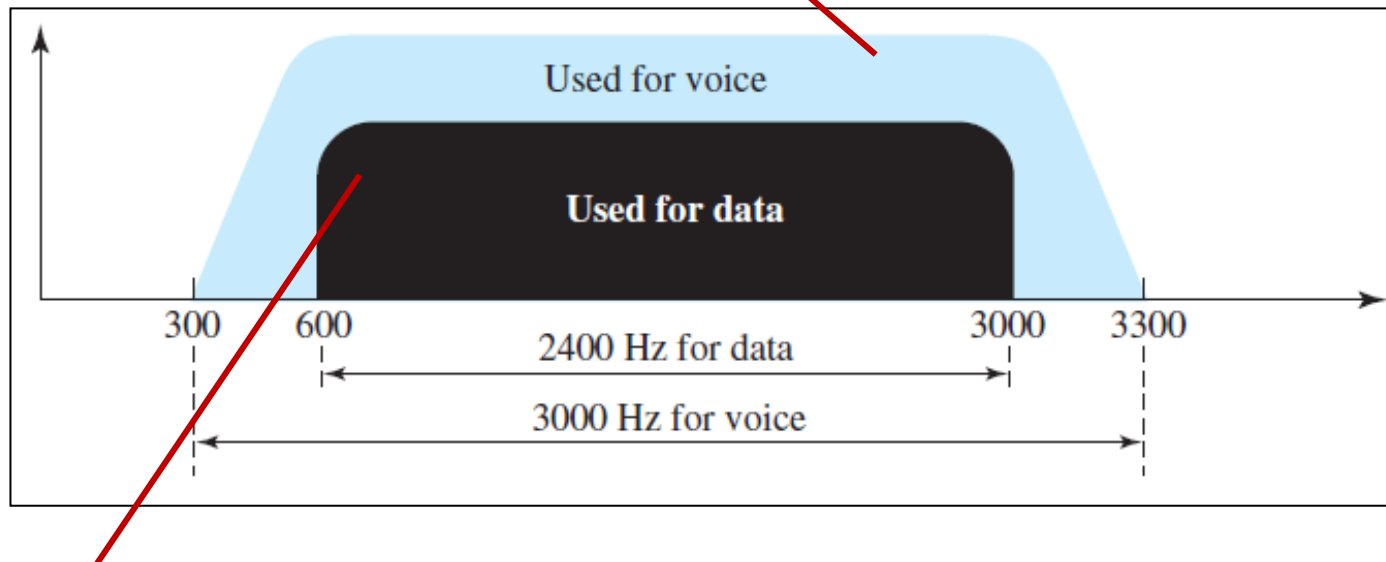 Used for voice
Used for data
300 600 3000 3300
2400 Hz for data
3000 Hz for voice